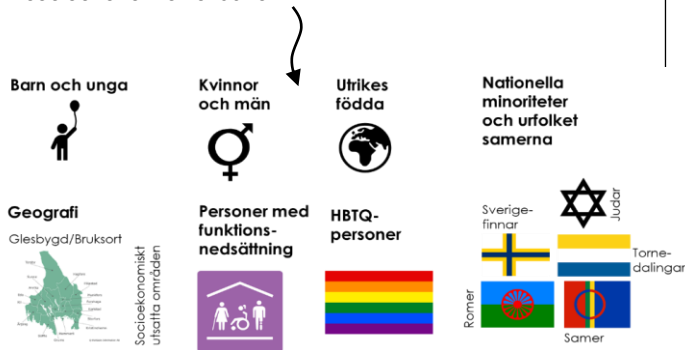 Barn och unga
Kvinnor
och män
Utrikes
födda
Nationella
minoriteter
och urfolket
samerna
Geografi
Glesbygd/Bruksort
Socioekonomiskt
utsatta områden
Personer med
funktions-
nedsättning
HBTQ-
personer
Sverige-
finnar
Judar
Torne-
dalingar
Romer
Samer